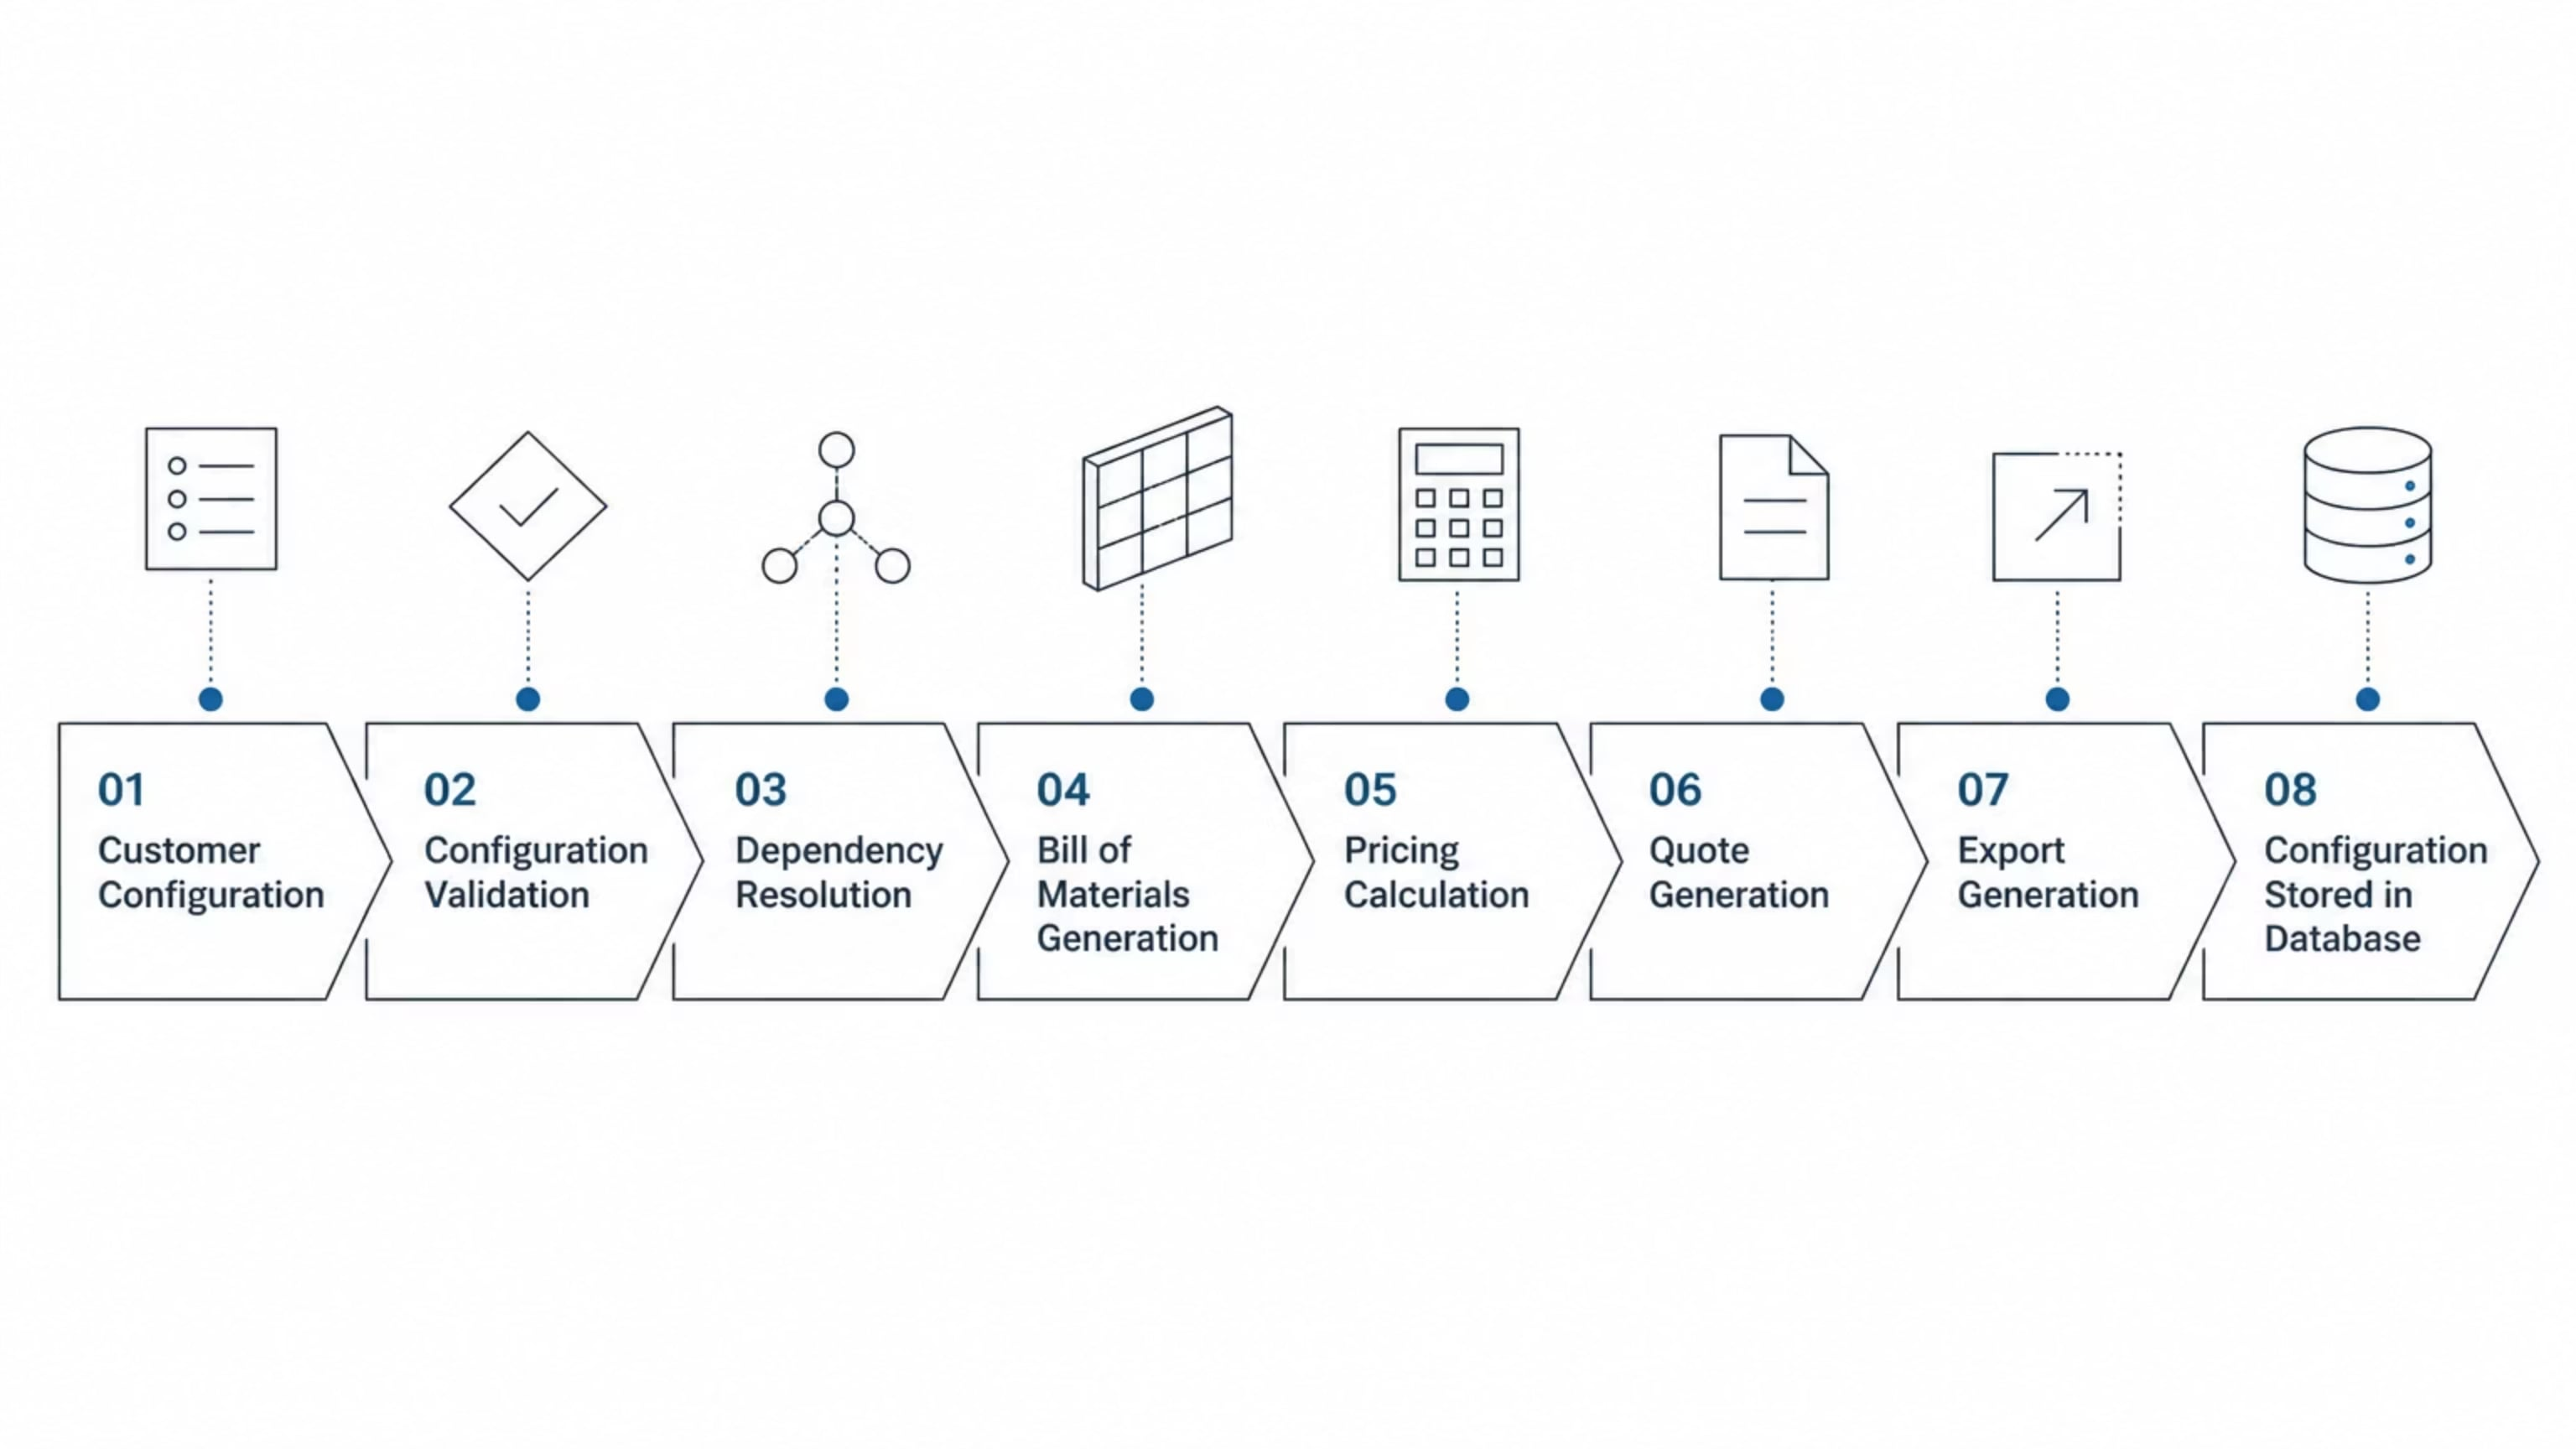 01
Customer
Configuration
02
Configuration
Validation
03
Dependency
Resolution
04
Bill of
Materials
Generation
05
Pricing
Calculation
06
Quote
Generation
07
Export
Generation
08
Configuration
Stored in
Database